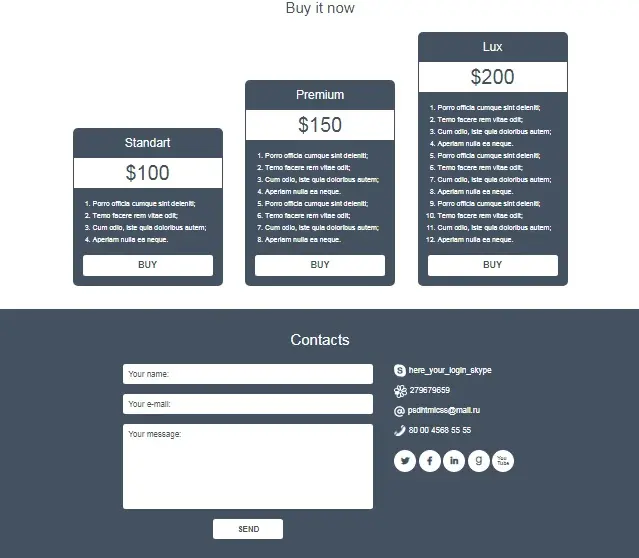 Buy it now
Standart
$100
1. Porro officia cumque sint deleniti;
2. Temo facere rem vitae odit;
3. Cum odio, iste quia doloribus autem;
4. Aperiam nulla ea neque.
BUY
Premium
$150
1. Porro officia cumque sint deleniti;
2. Temo facere rem vitae odit;
3. Cum odio, iste quia doloribus autem;
4. Aperiam nulla ea neque.
5. Porro officia cumque sint deleniti;
6. Temo facere rem vitae odit;
7. Cum odio, iste quia doloribus autem;
8. Aperiam nulla ea neque.
BUY
Lux
$200
1. Porro officia cumque sint deleniti;
2. Temo facere rem vitae odit;
3. Cum odio, iste quia doloribus autem;
4. Aperiam nulla ea neque.
5. Porro officia cumque sint deleniti;
6. Temo facere rem vitae odit;
7. Cum odio, iste quia doloribus autem;
8. Aperiam nulla ea neque.
9. Porro officia cumque sint deleniti;
10. Temo facere rem vitae odit;
11. Cum odio, iste quia doloribus autem;
12. Aperiam nulla ea neque.
BUY
Contacts
Your name:
Your e-mail:
Your message:
SEND
here_your_login_skype
279679659
psdhtmlcss@mail.ru
80 00 4568 55 55
You
Tube